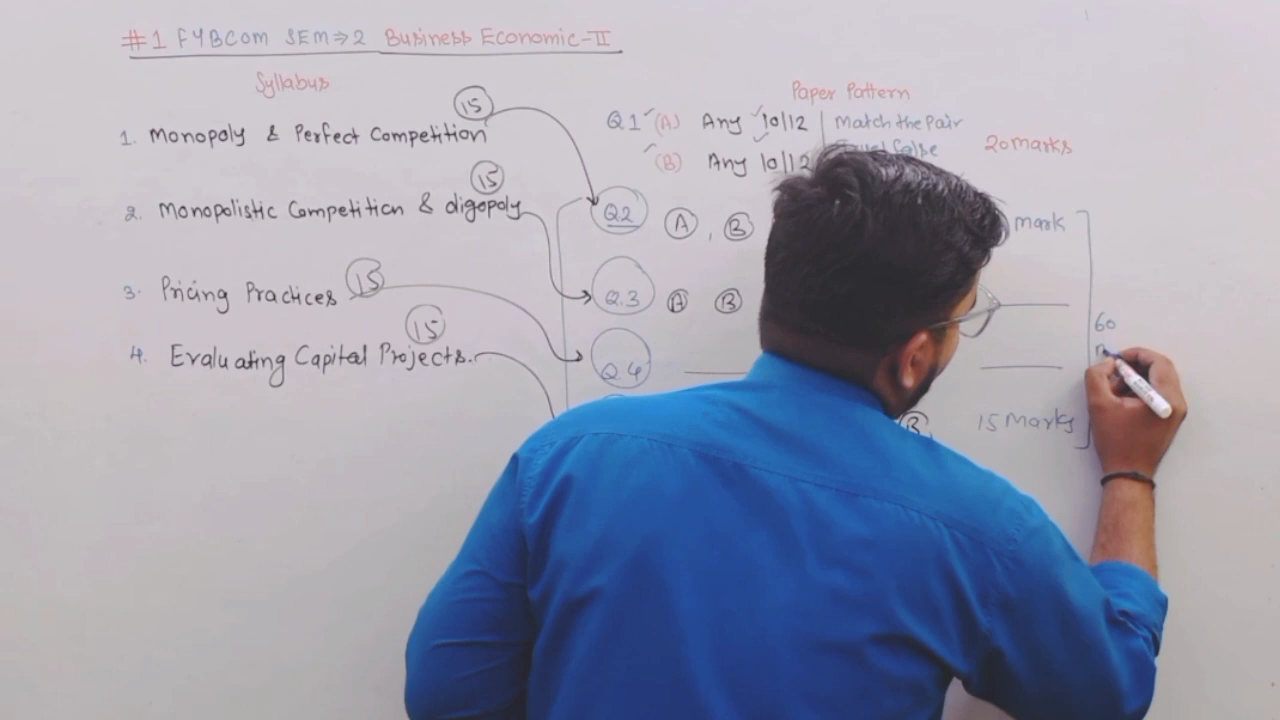 #1 FYBCOM SEM⇒2 Business Economic-II
Syllabus
15
1. Monopoly & Perfect Competition
15
2. Monopolistic Competition & oligopoly
3. Pricing Practices 15
15
4. Evaluating Capital Projects.
Paper Pattern
Q1 (A) Any 10/12 Match the Pair
(B) Any 10/12 false
20 marks
Q.2 A, B mark
Q.3 A B
Q.4
B, 15 Marks
60